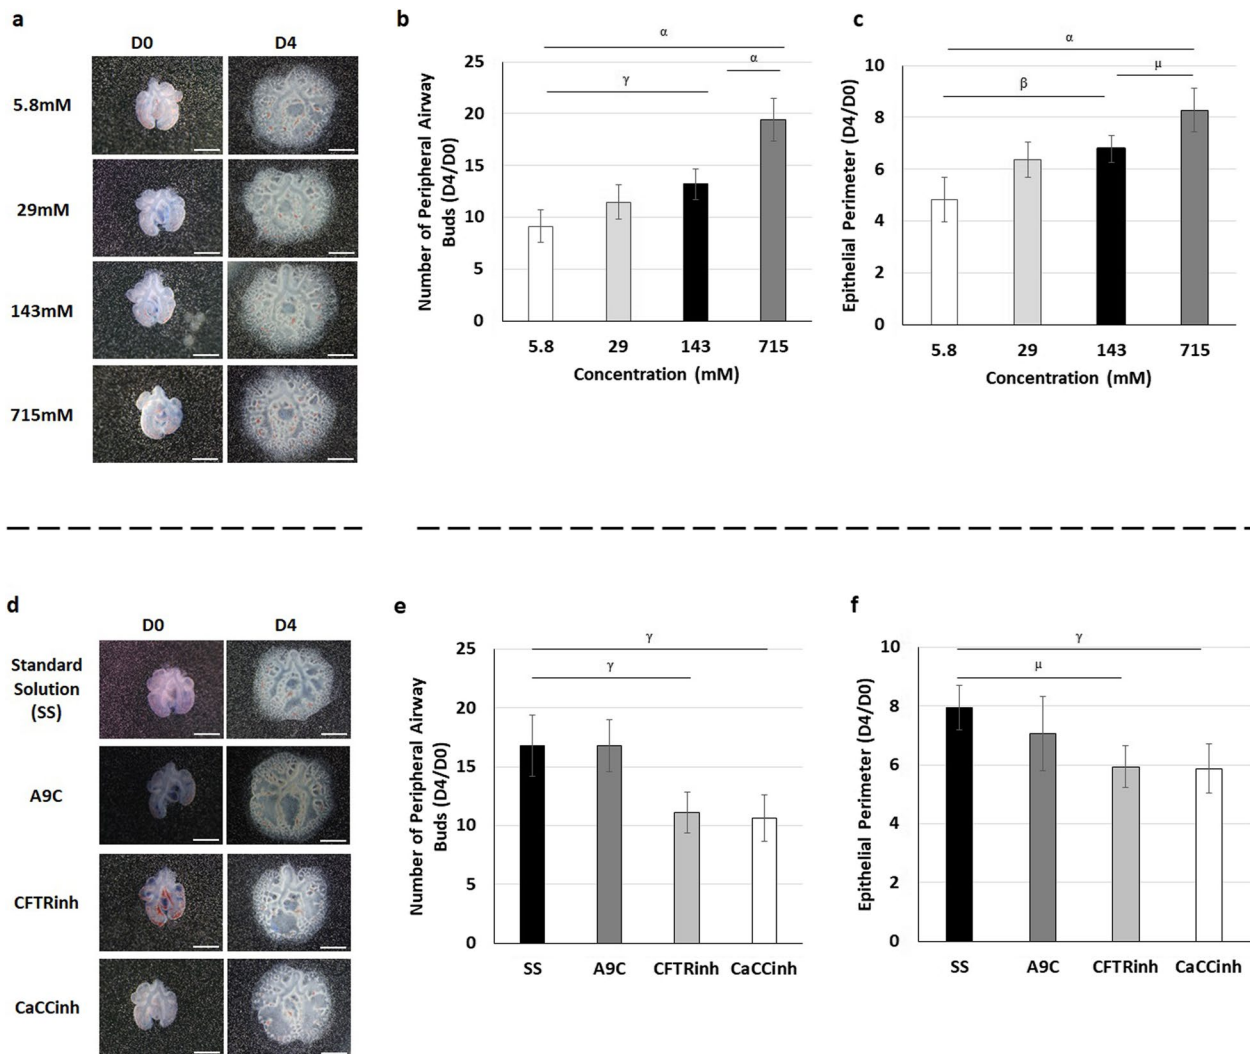 a
D0
D4
5.8mM
29mM
143mM
715mM
b
α
α
γ
Number of Peripheral Airway
Buds (D4/D0)
25
20
15
10
5
0
5.8
29
143
715
Concentration (mM)
c
α
μ
β
Epithelial Perimeter (D4/D0)
10
8
6
4
2
0
5.8
29
143
715
Concentration (mM)
d
D0
D4
Standard
Solution
(SS)
A9C
CFTRinh
CaCCinh
e
γ
γ
Number of Peripheral Airway
Buds (D4/D0)
25
20
15
10
5
0
SS
A9C
CFTRinh
CaCCinh
f
γ
μ
Epithelial Perimeter (D4/D0)
10
8
6
4
2
0
SS
A9C
CFTRinh
CaCCinh